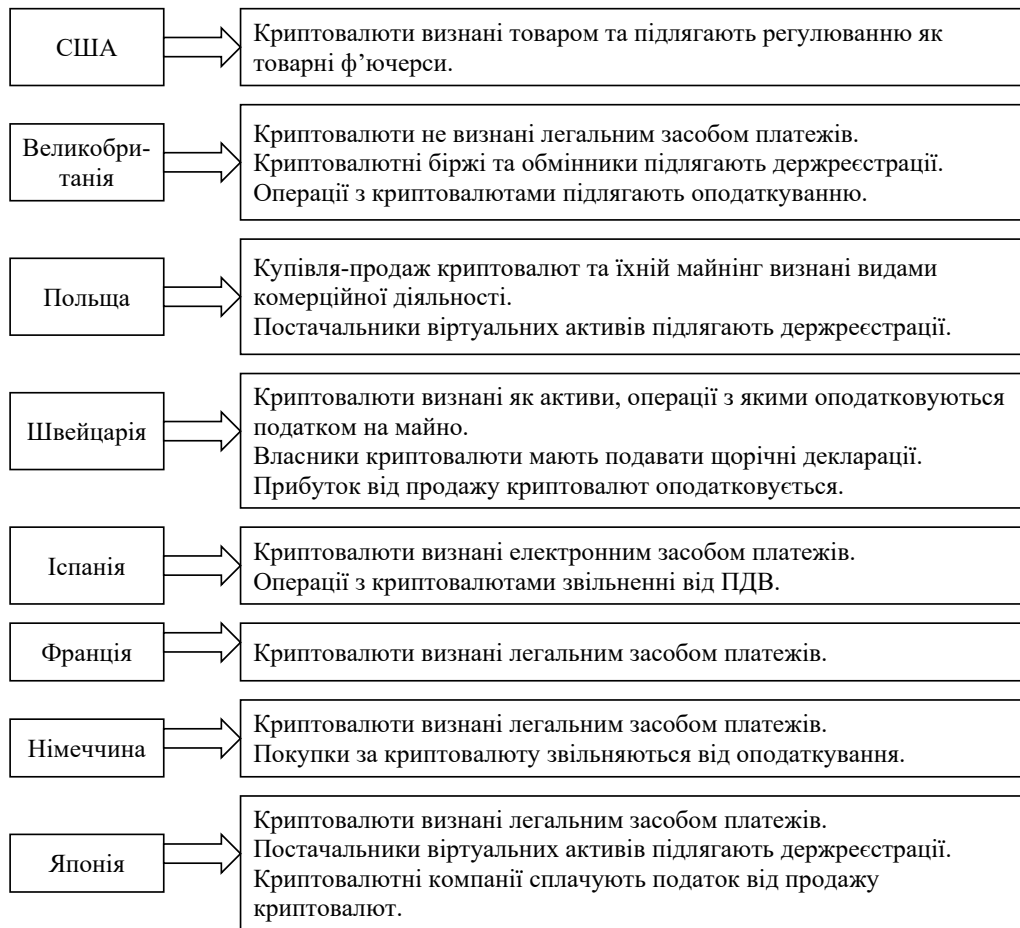 США
Криптовалюти визнані товаром та підлягають регулюванню як
товарні ф’ючерси.
Великобри-
танія
Криптовалюти не визнані легальним засобом платежів.
Криптовалютні біржі та обмінники підлягають держреєстрації.
Операції з криптовалютами підлягають оподаткуванню.
Польща
Купівля-продаж криптовалют та їхній майнінг визнані видами
комерційної діяльності.
Постачальники віртуальних активів підлягають держреєстрації.
Швейцарія
Криптовалюти визнані як активи, операції з якими оподатковуються
податком на майно.
Власники криптовалюти мають подавати щорічні декларації.
Прибуток від продажу криптовалют оподатковується.
Іспанія
Криптовалюти визнані електронним засобом платежів.
Операції з криптовалютами звільненні від ПДВ.
Франція
Криптовалюти визнані легальним засобом платежів.
Німеччина
Криптовалюти визнані легальним засобом платежів.
Покупки за криптовалюту звільняються від оподаткування.
Японія
Криптовалюти визнані легальним засобом платежів.
Постачальники віртуальних активів підлягають держреєстрації.
Криптовалютні компанії сплачують податок від продажу
криптовалют.